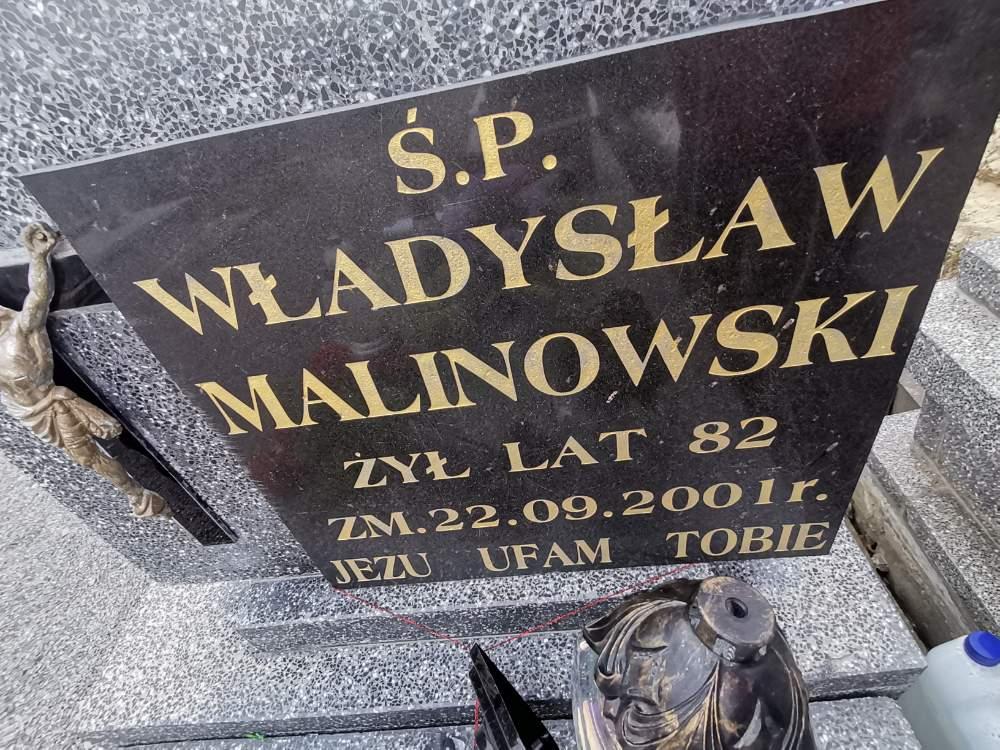 Ś.P.
WŁADYSŁAW
MALINOWSKI
ŻYŁ LAT 82
ZM.22.09.2001r.
JEZU UFAM TOBIE